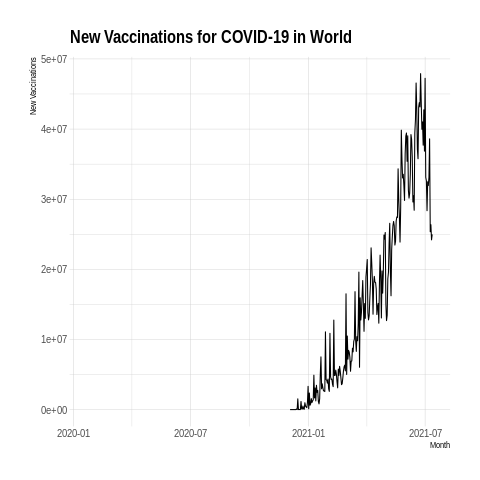 New Vaccinations for COVID-19 in World
New Vaccinations
5e+07
4e+07
3e+07
2e+07
1e+07
0e+00
2020-01
2020-07
2021-01
2021-07
Month